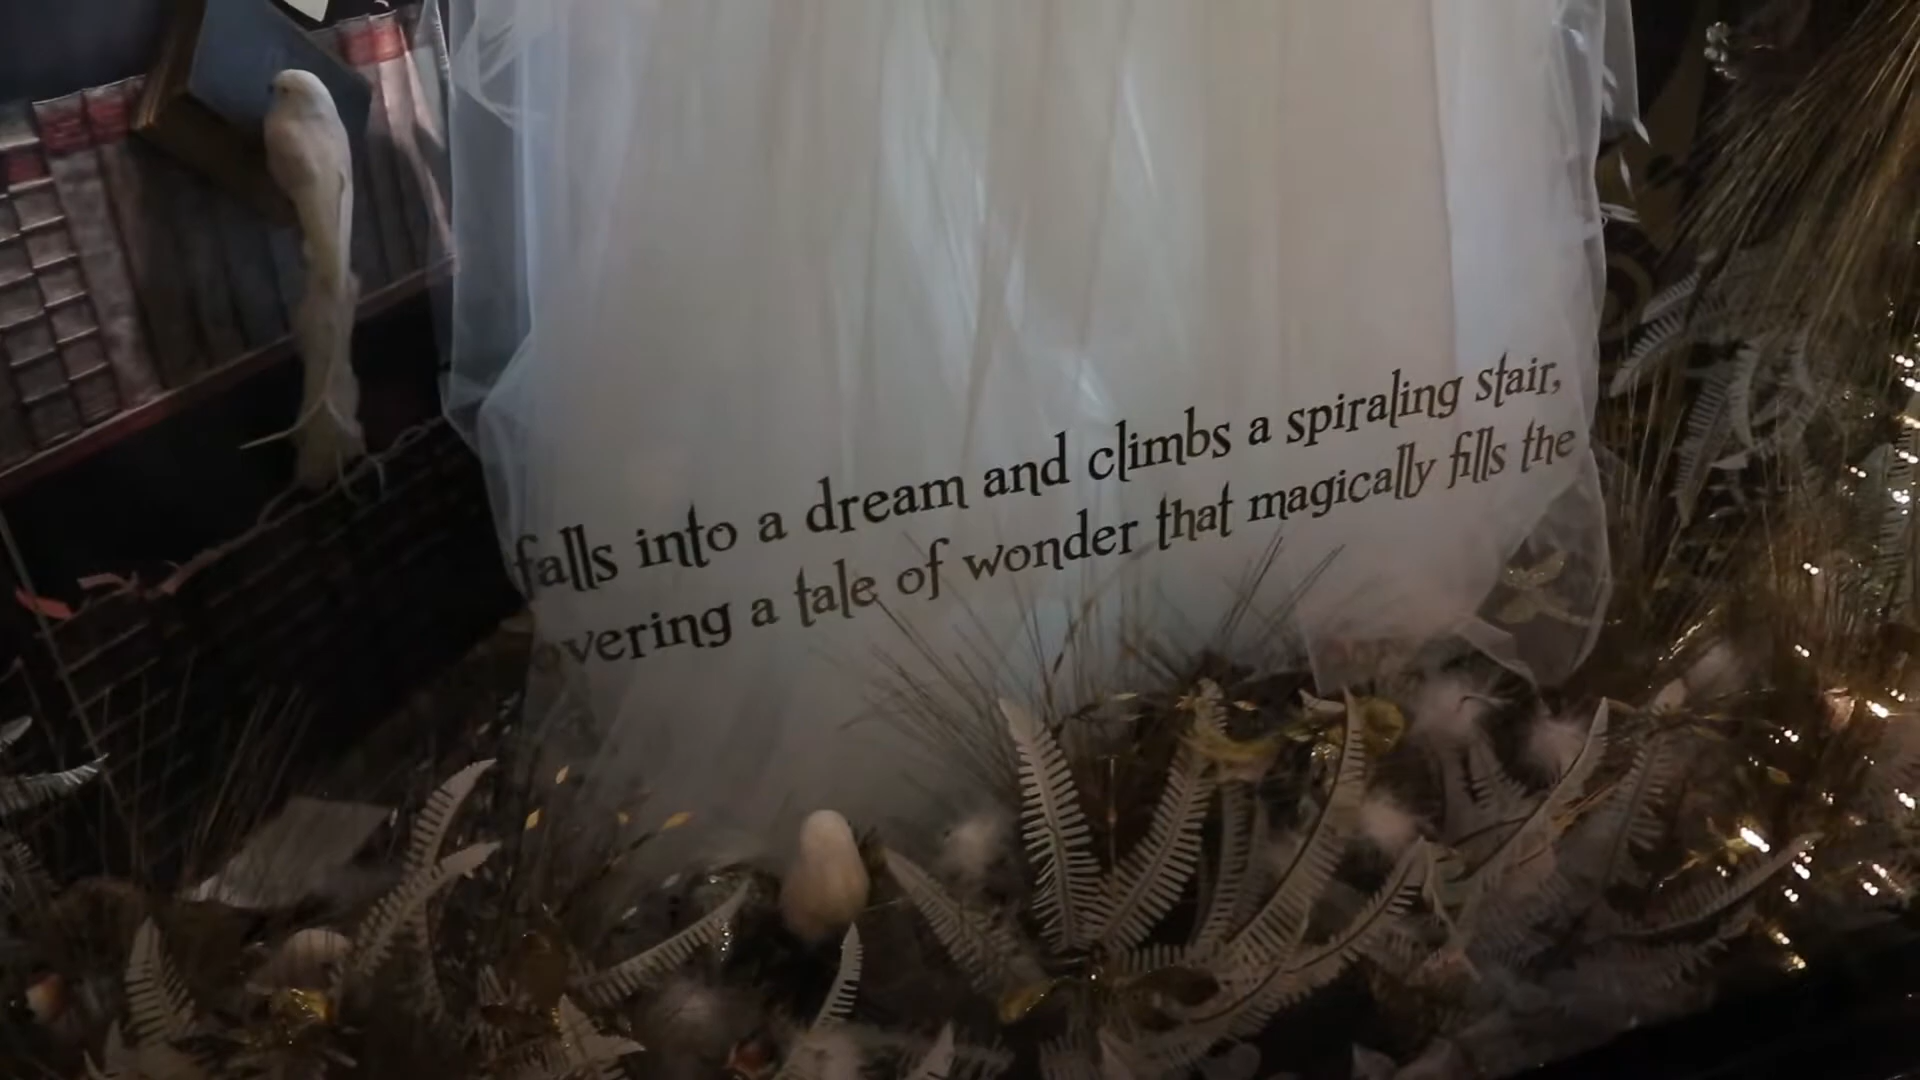 falls into a dream and climbs a spiraling stair,
overing a tale of wonder that magically fills the